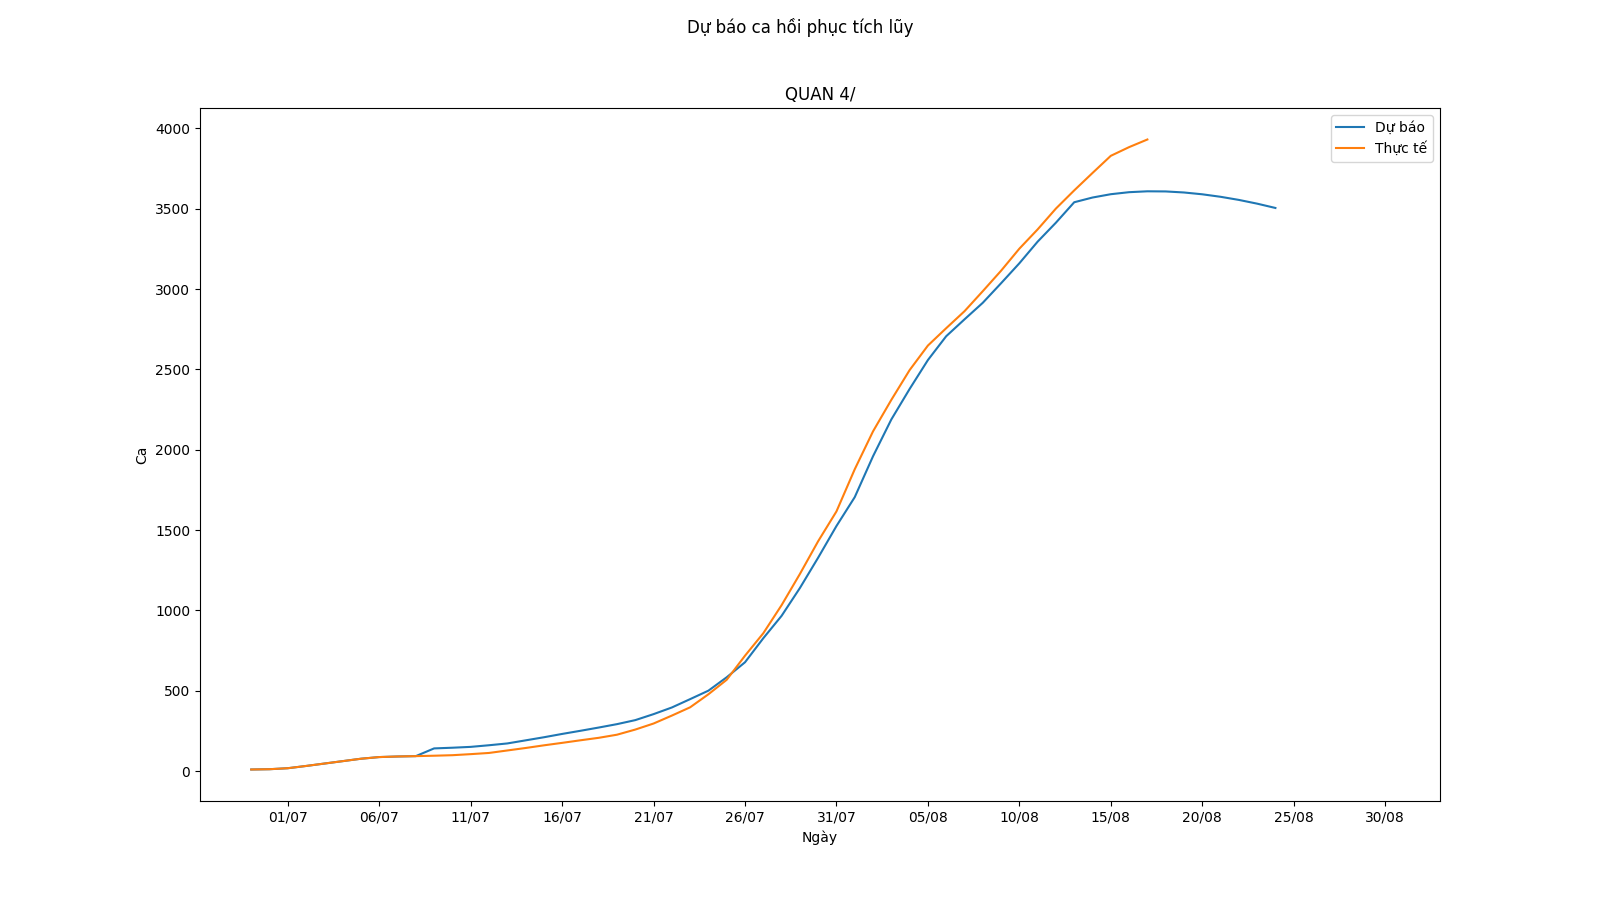 Dự báo ca hồi phục tích lũy
QUAN 4/
Dự báo
Thực tế
4000
3500
3000
2500
2000
1500
1000
500
0
Ca
01/07 06/07 11/07 16/07 21/07 26/07 31/07 05/08 10/08 15/08 20/08 25/08 30/08
Ngày